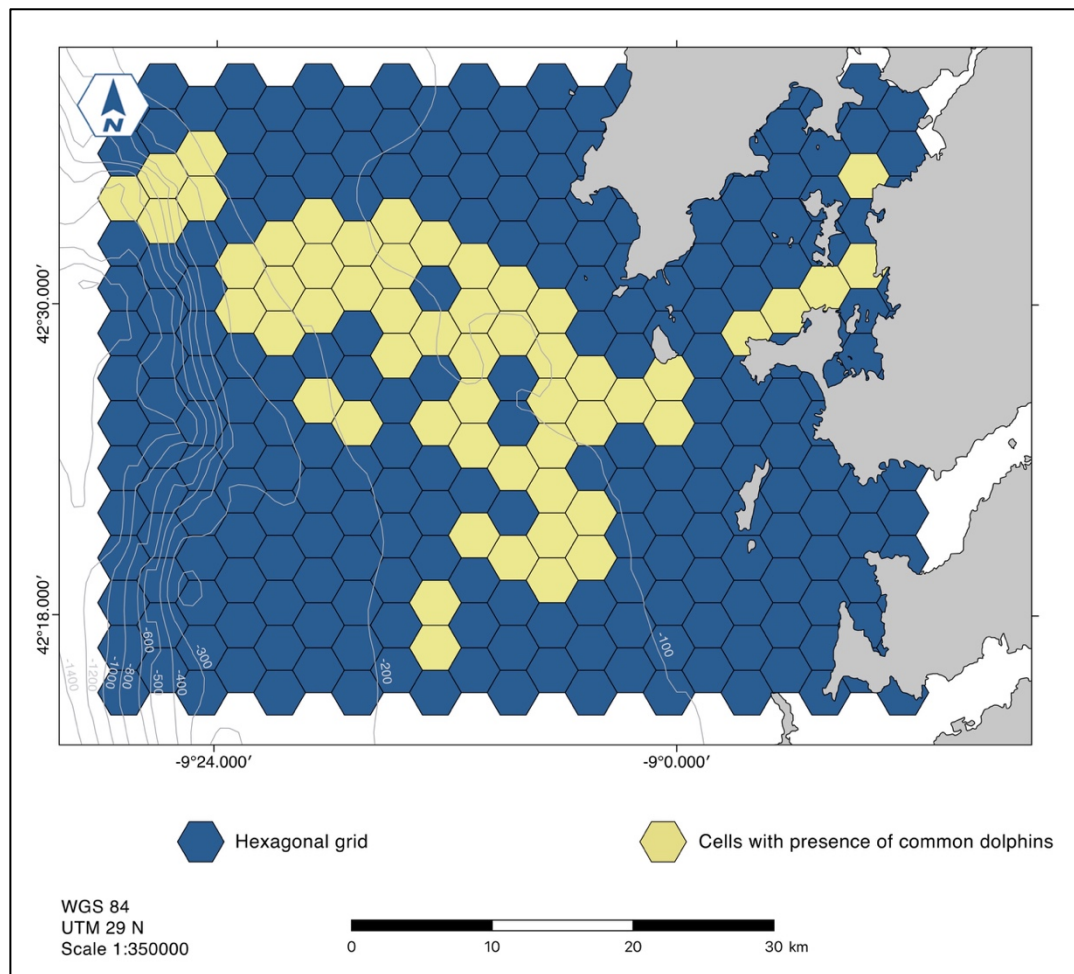 N
42°30.000′
42°18.000′
-1400
-1200
-1000
-800
-600
-500
-400
-300
-200
-100
-9°24.000′
-9°0.000′
Hexagonal grid
Cells with presence of common dolphins
WGS 84
UTM 29 N
Scale 1:350000
0 10 20 30 km